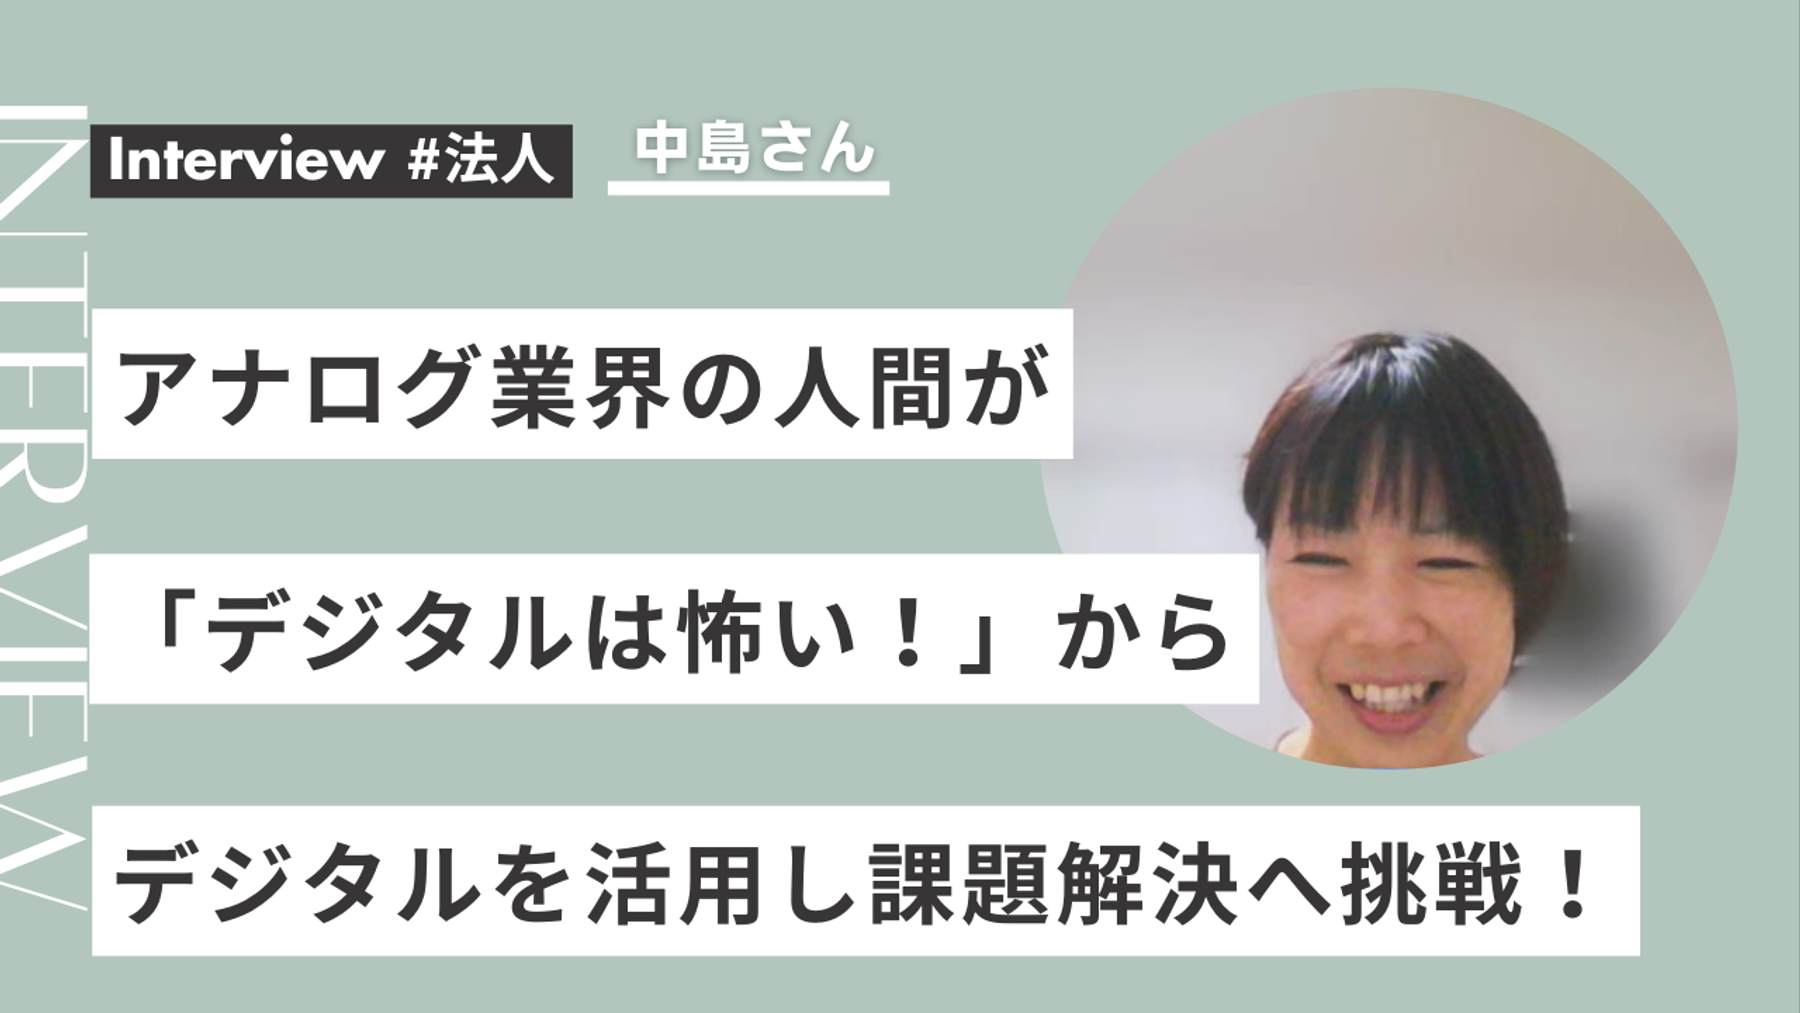 INTERVIEW
Interview #法人
中島さん
アナログ業界の人間が
「デジタルは怖い！」から
デジタルを活用し課題解決へ挑戦！